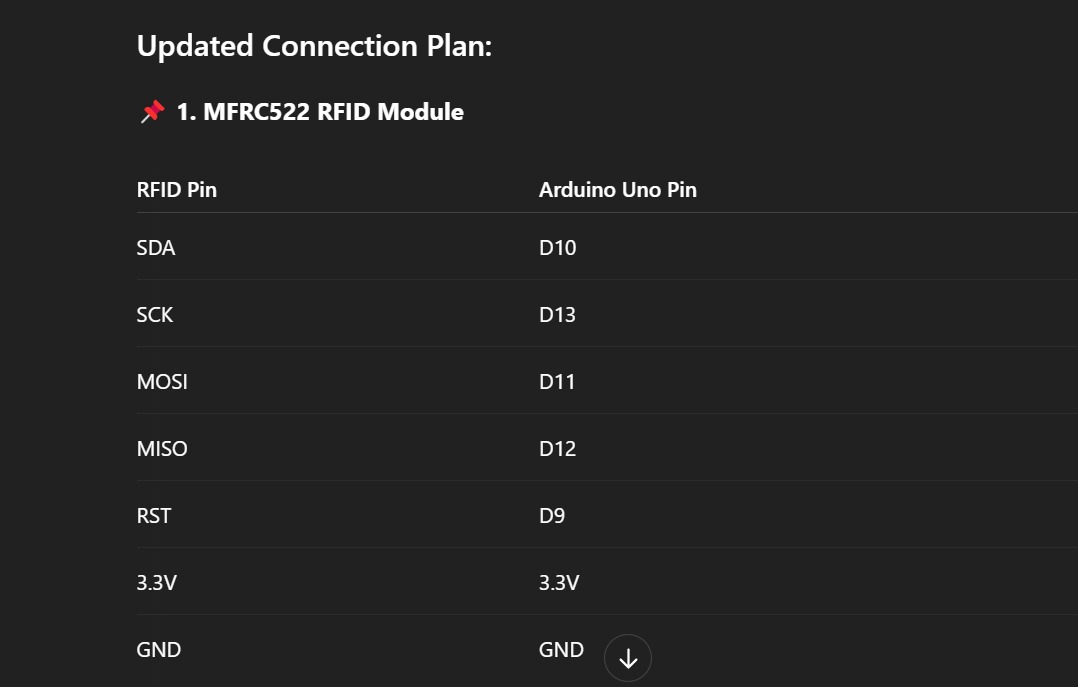 Updated Connection Plan:
📌 1. MFRC522 RFID Module
RFID Pin Arduino Uno Pin
SDA D10
SCK D13
MOSI D11
MISO D12
RST D9
3.3V 3.3V
GND GND